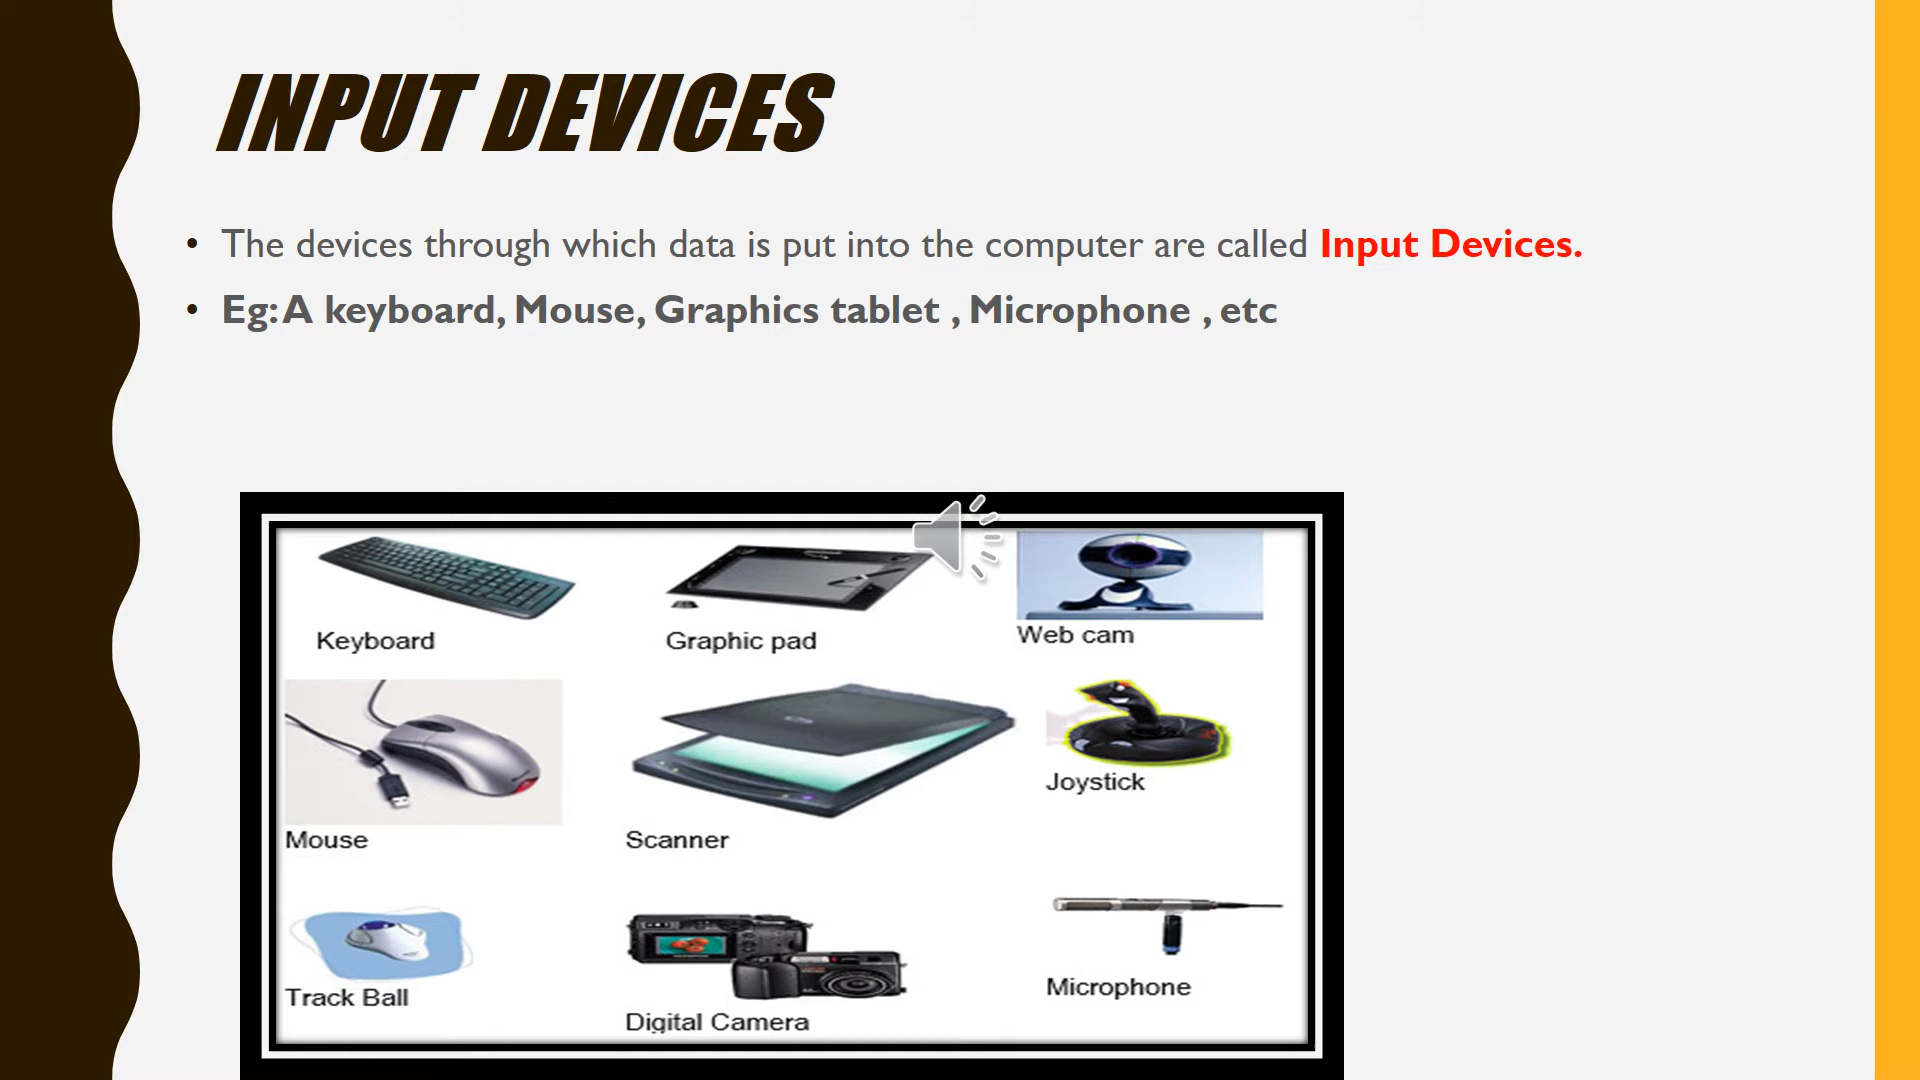 INPUT DEVICES
• The devices through which data is put into the computer are called Input Devices.
• Eg: A keyboard, Mouse, Graphics tablet , Microphone , etc
Keyboard
Graphic pad
Web cam
Mouse
Scanner
Joystick
Track Ball
Digital Camera
Microphone